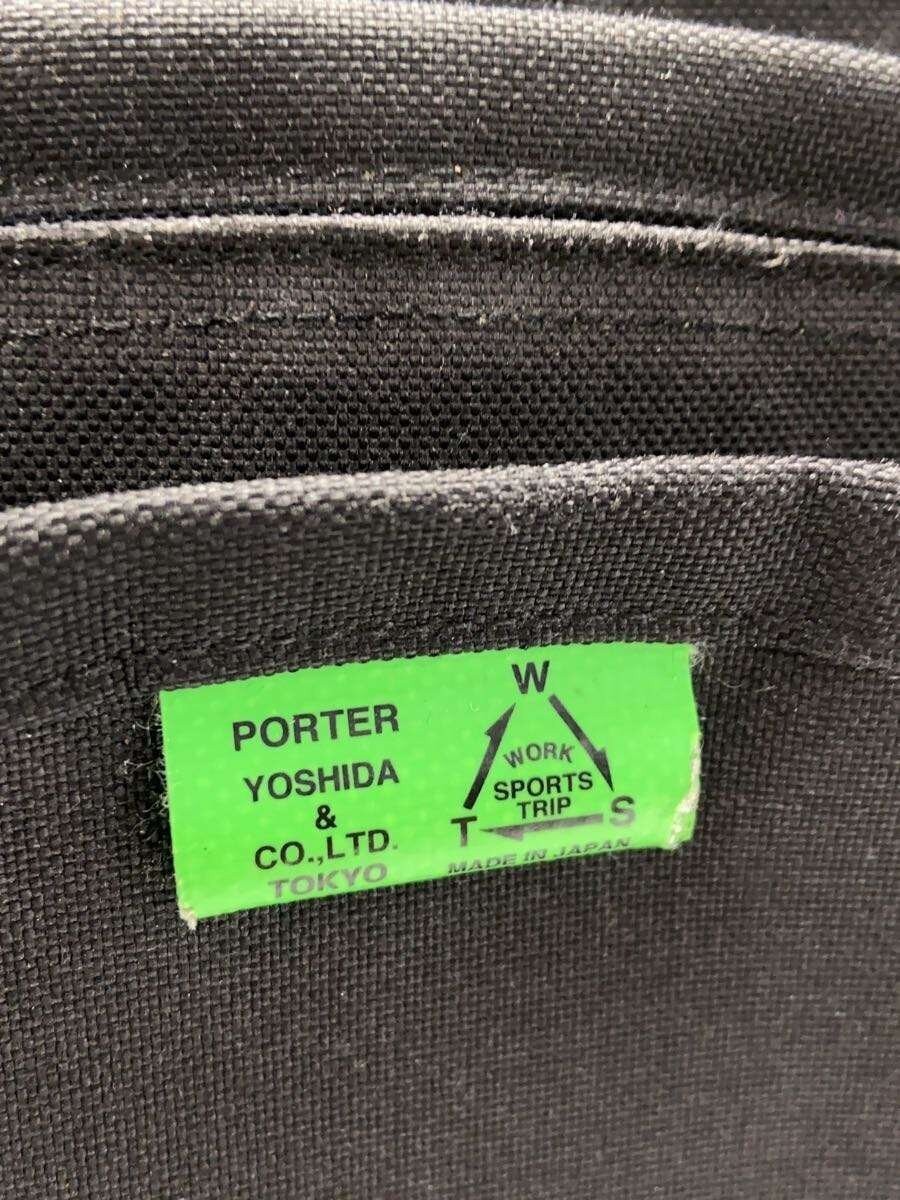 PORTER
YOSHIDA
&
CO.,LTD.
TOKYO
W
WORK
SPORTS
TRIP
T S
MADE IN JAPAN